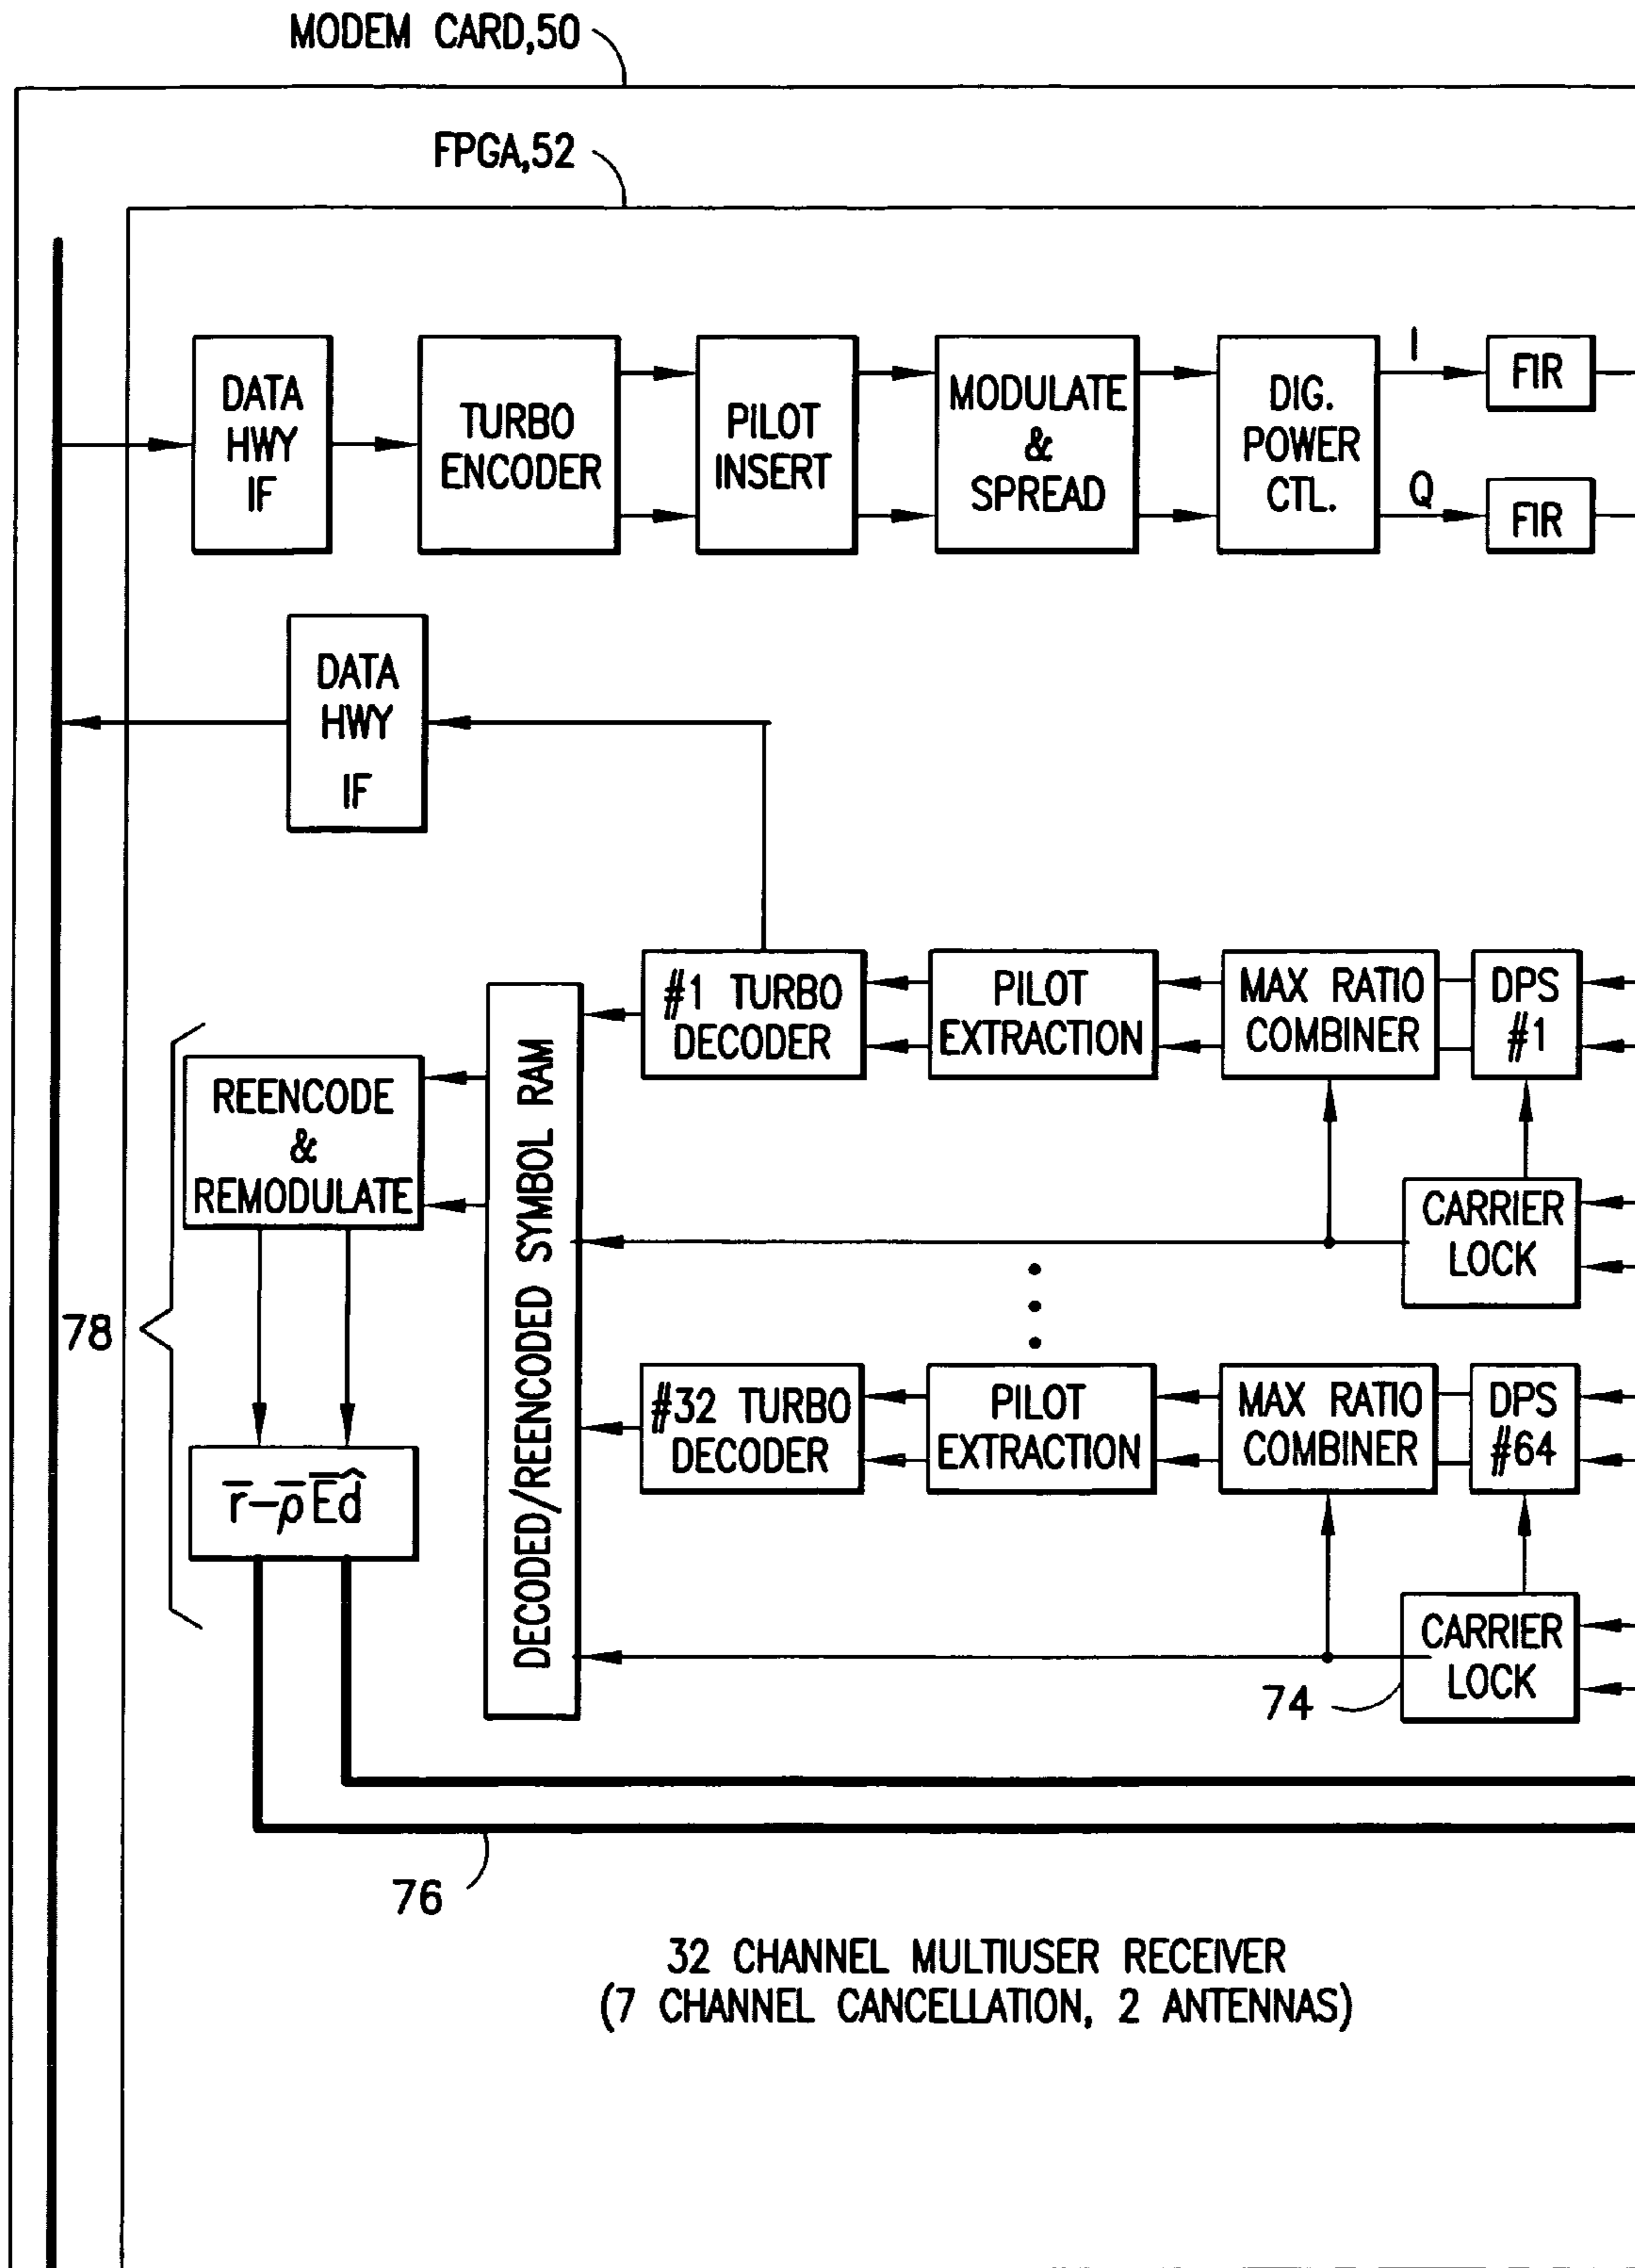 MODEM CARD,50
FPGA,52
DATA
HWY
IF
TURBO
ENCODER
PILOT
INSERT
MODULATE
&
SPREAD
DIG.
POWER
CTL.
I
Q
FIR
FIR
DATA
HWY
IF
#1 TURBO
DECODER
PILOT
EXTRACTION
MAX RATIO
COMBINER
DPS
#1
REENCODE
&
REMODULATE
DECODED/REENCODED SYMBOL RAM
CARRIER
LOCK
78
#32 TURBO
DECODER
PILOT
EXTRACTION
MAX RATIO
COMBINER
DPS
#64
r̅–ρ̅ E̅d̂
CARRIER
LOCK
74
76
32 CHANNEL MULTIUSER RECEIVER
(7 CHANNEL CANCELLATION, 2 ANTENNAS)